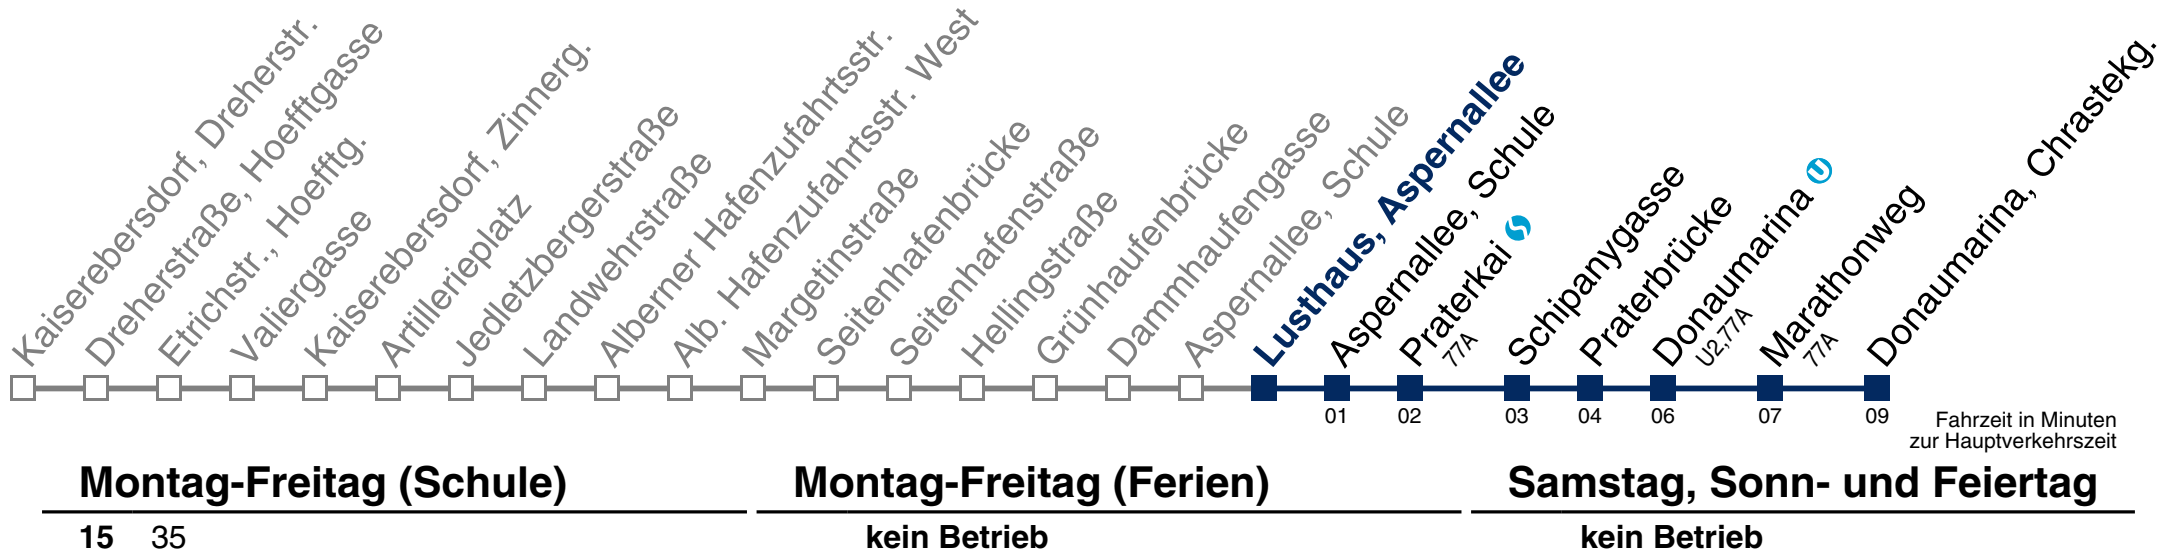 Kaiserebersdorf, Dreherstr.
Dreherstraße, Hoefftgasse
Etrichstr., Hoefftg.
Valiergasse
Kaiserebersdorf, Zinnerg.
Artillerieplatz
Jedletzbergerstraße
Landwehrstraße
Alberner Hafenzufahrtsstr.
Alb. Hafenzufahrtsstr. West
Margetinstraße
Seitenhafenbrücke
Seitenhafenstraße
Hellingstraße
Grünhaufenbrücke
Dammhaufengasse
Aspernallee, Schule
Lusthaus, Aspernallee
Aspernallee, Schule
Praterkai
77A
Schipanygasse
Praterbrücke
Donaumarina U
U2,77A
Marathonweg
77A
Donaumarina, Chrastekg.
01 02 03 04 06 07 09
Fahrzeit in Minuten
zur Hauptverkehrszeit
Montag-Freitag (Schule) Montag-Freitag (Ferien) Samstag, Sonn- und Feiertag
15 35 kein Betrieb kein Betrieb